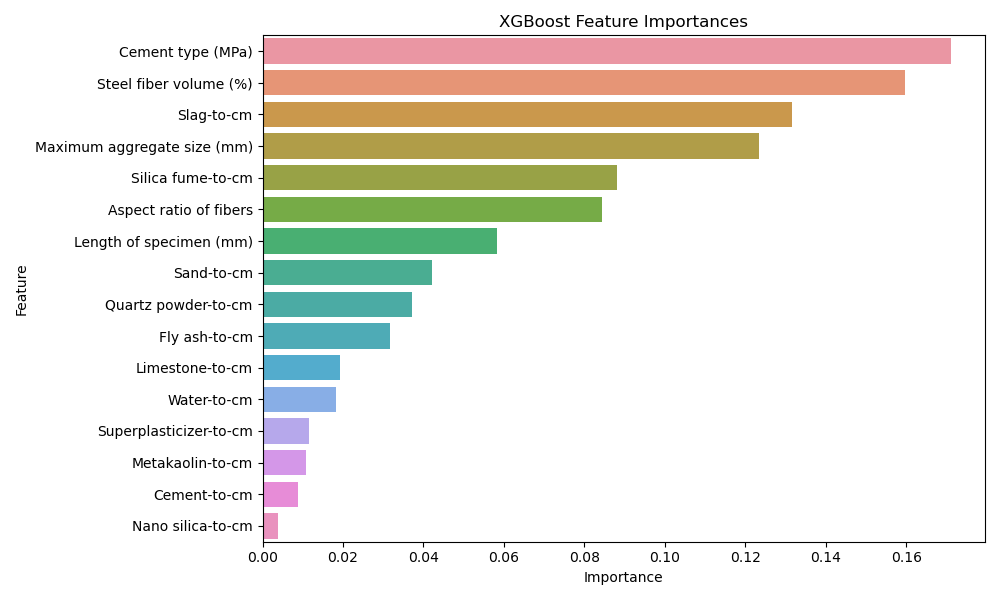 XGBoost Feature Importances
Feature
Cement type (MPa)
Steel fiber volume (%)
Slag-to-cm
Maximum aggregate size (mm)
Silica fume-to-cm
Aspect ratio of fibers
Length of specimen (mm)
Sand-to-cm
Quartz powder-to-cm
Fly ash-to-cm
Limestone-to-cm
Water-to-cm
Superplasticizer-to-cm
Metakaolin-to-cm
Cement-to-cm
Nano silica-to-cm
0.00 0.02 0.04 0.06 0.08 0.10 0.12 0.14 0.16
Importance